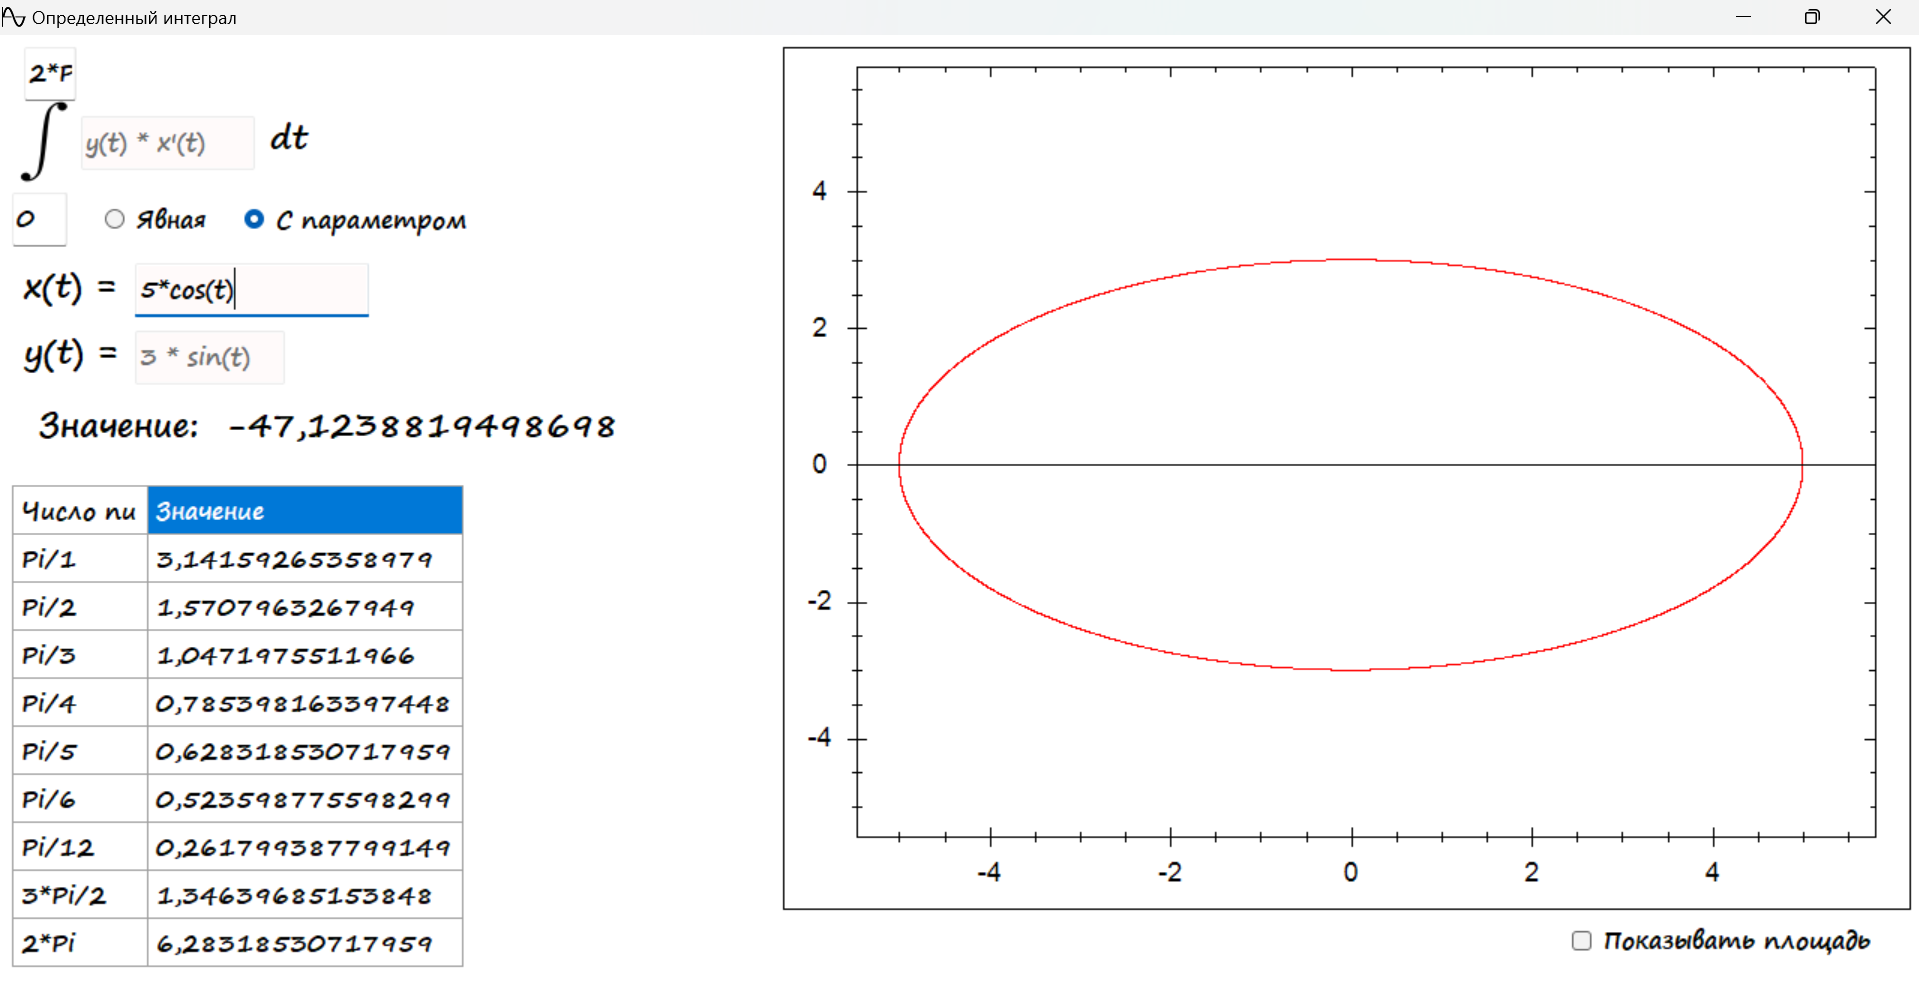 Определенный интеграл
2*P
y(t) * x'(t) dt
0 Явная С параметром
x(t) = 5*cos(t)
y(t) = 3 * sin(t)
Значение: -47,1238819498698
Число пи Значение
Pi/1 3,14159265358979
Pi/2 1,5707963267949
Pi/3 1,0471975511966
Pi/4 0,785398163397448
Pi/5 0,628318530717959
Pi/6 0,523598775598299
Pi/12 0,261799387799149
3*Pi/2 1,34639685153848
2*Pi 6,28318530717959
4
2
0
-2
-4
-4 -2 0 2 4
Показывать площадь